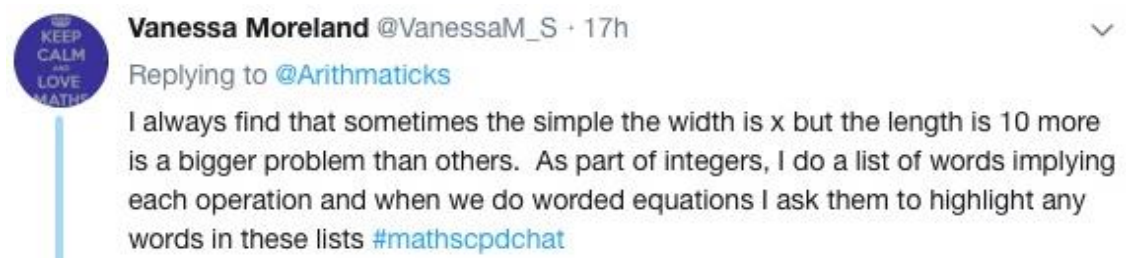 KEEP
CALM
AND
LOVE
MATHS
Vanessa Moreland @VanessaM_S · 17h
Replying to @Arithmaticks
I always find that sometimes the simple the width is x but the length is 10 more
is a bigger problem than others.  As part of integers, I do a list of words implying
each operation and when we do worded equations I ask them to highlight any
words in these lists #mathscpdchat